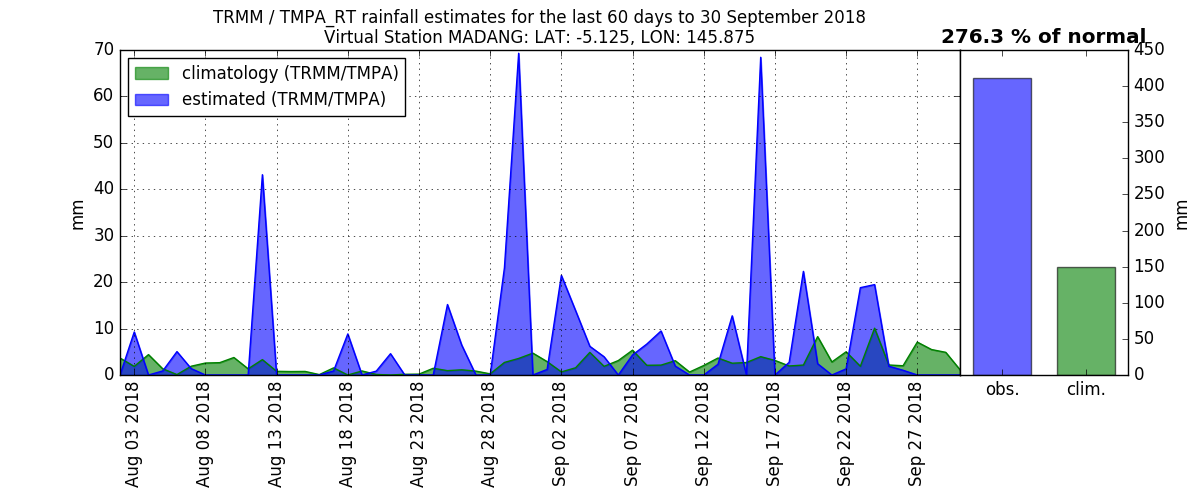 TRMM / TMPA_RT rainfall estimates for the last 60 days to 30 September 2018
Virtual Station MADANG: LAT: -5.125, LON: 145.875
276.3 % of normal
climatology (TRMM/TMPA)
estimated (TRMM/TMPA)
mm
70
60
50
40
30
20
10
0
Aug 03 2018
Aug 08 2018
Aug 13 2018
Aug 18 2018
Aug 23 2018
Aug 28 2018
Sep 02 2018
Sep 07 2018
Sep 12 2018
Sep 17 2018
Sep 22 2018
Sep 27 2018
450
400
350
300
250
200
150
100
50
0
mm
obs.
clim.